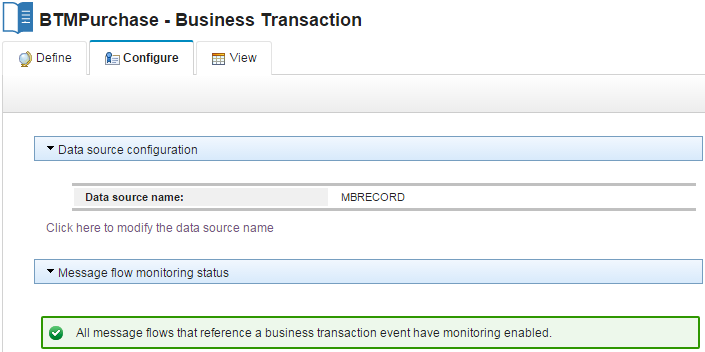 BTMPurchase - Business Transaction
Define Configure View
Data source configuration
Data source name: MBRECORD
Click here to modify the data source name
Message flow monitoring status
All message flows that reference a business transaction event have monitoring enabled.